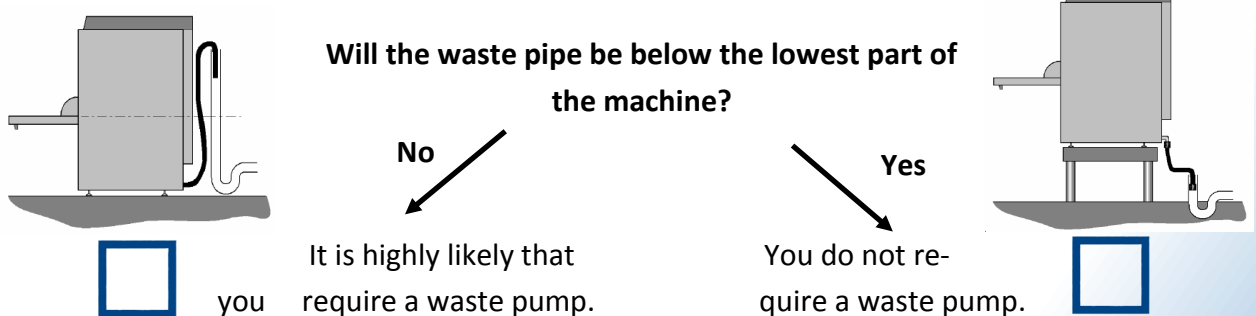 Will the waste pipe be below the lowest part of
the machine?
No
Yes
It is highly likely that
you require a waste pump.
You do not re-
quire a waste pump.